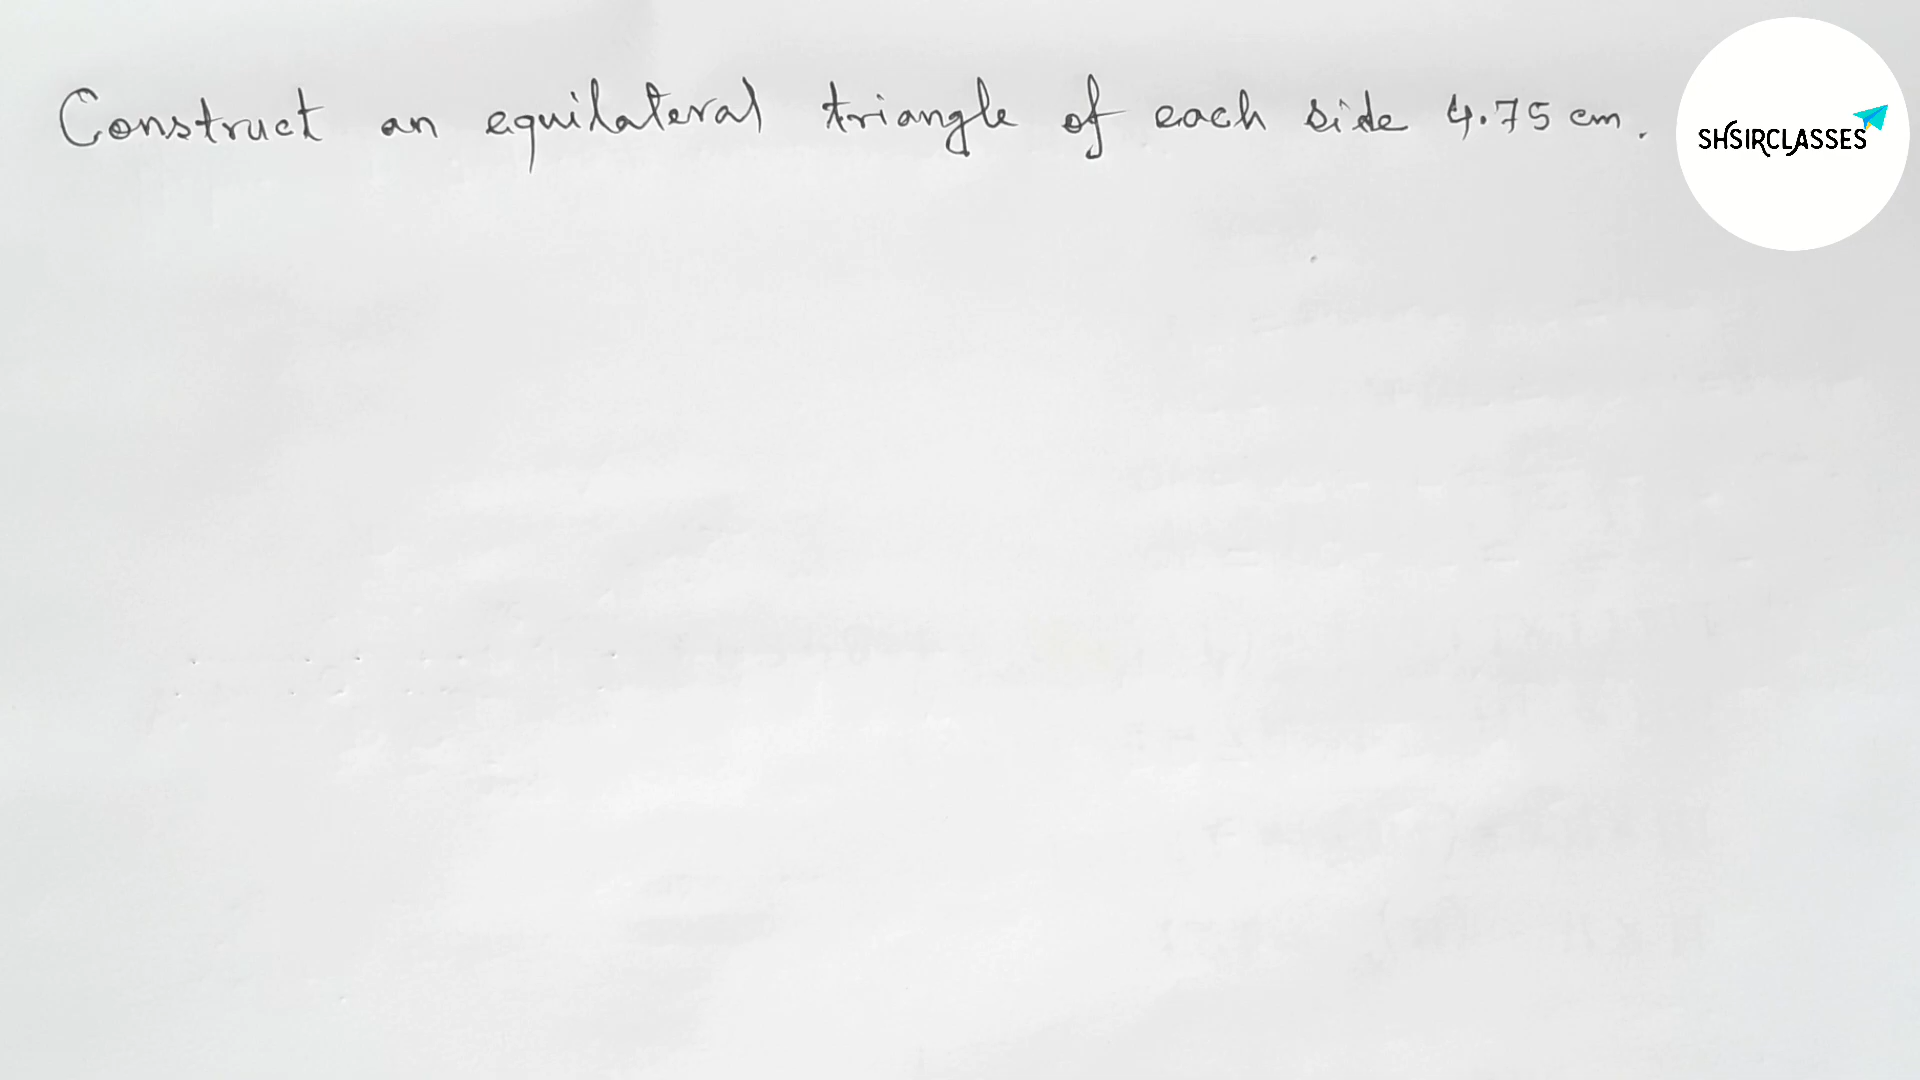 Construct an equilateral triangle of each side 4.75 cm.
SHSIRCLASSES